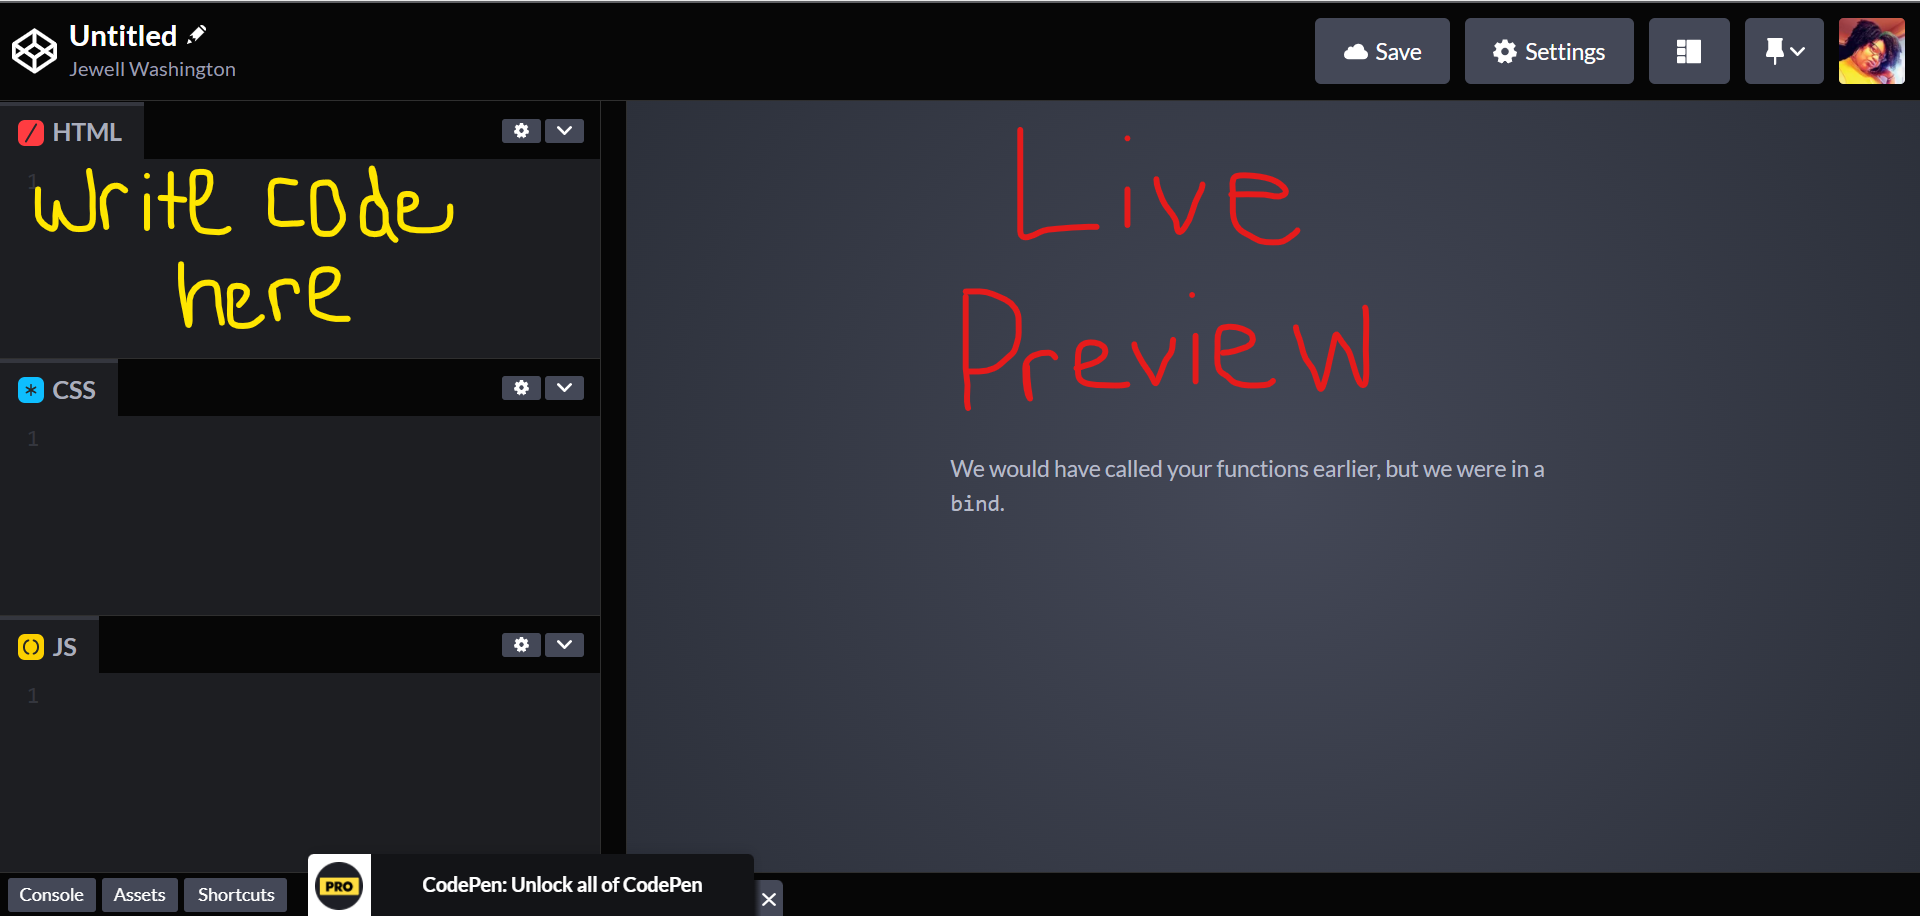 Untitled
Jewell Washington
Save
Settings
HTML
1
write code
here
CSS
1
JS
1
Live
Preview
We would have called your functions earlier, but we were in a
bind.
Console
Assets
Shortcuts
PRO
CodePen: Unlock all of CodePen